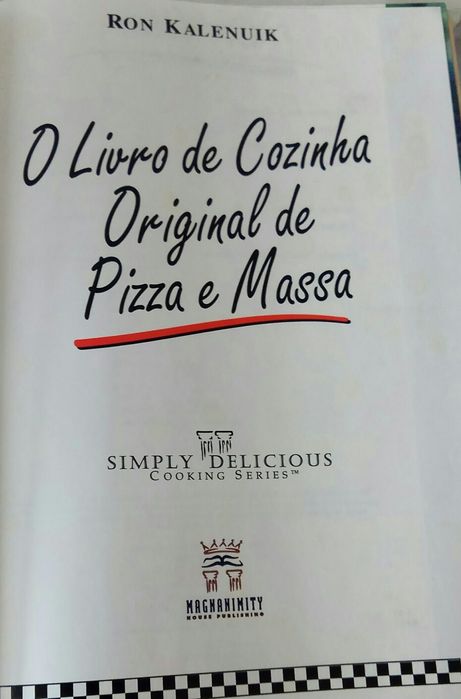 RON KALENUIK
O Livro de Cozinha
Original de
Pizza e Massa
SIMPLY DELICIOUS
COOKING SERIES™
MAGNANIMITY
HOUSE PUBLISHING